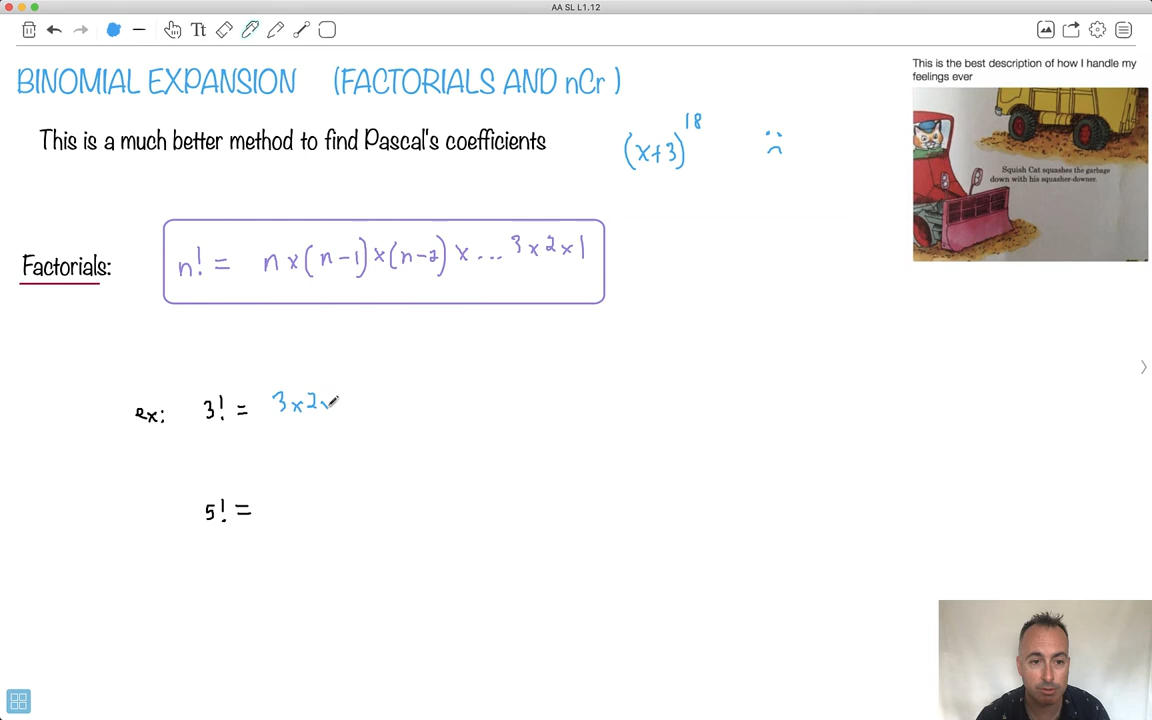 AA SL L1.12
Tt
BINOMIAL EXPANSION (FACTORIALS AND nCr )
This is a much better method to find Pascal's coefficients
(x+3)^18 :(
This is the best description of how I handle my
feelings ever
Squish Cat squashes the garbage
down with his squasher-downer.
Factorials: n! = n×(n-1)×(n-2)×... 3×2×1
ex: 3! = 3×2×
5! =